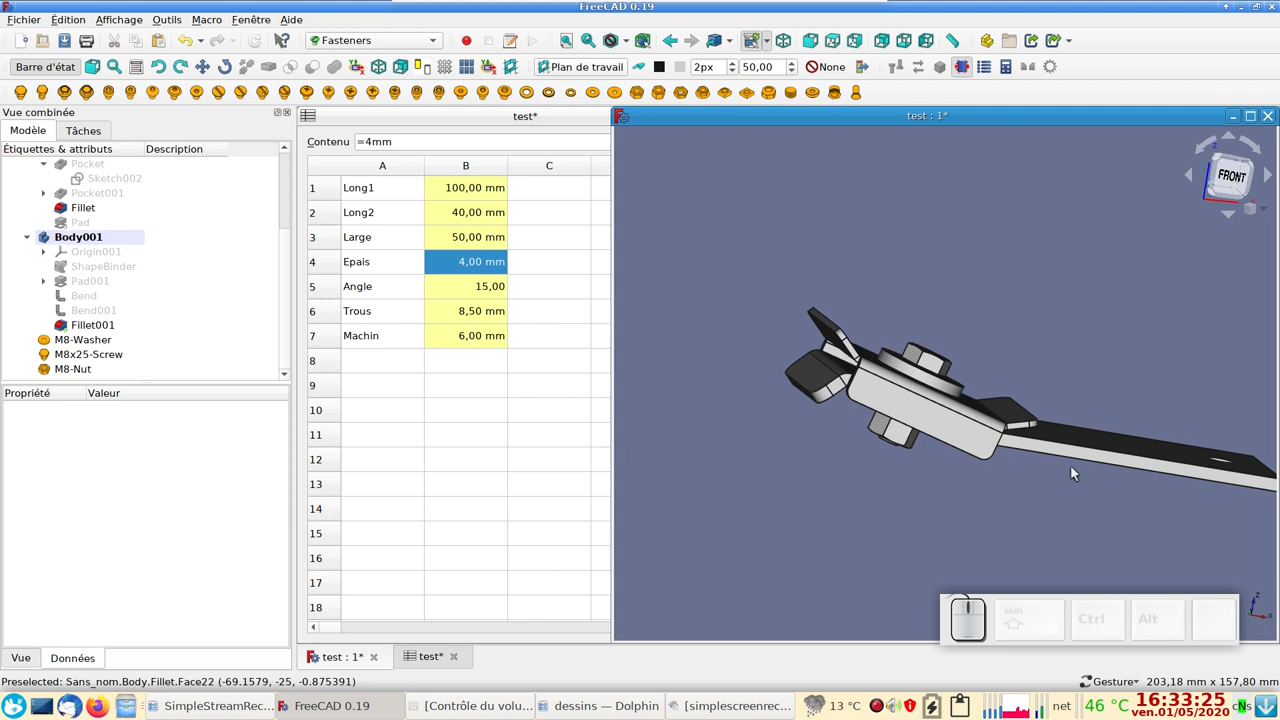 FreeCAD 0.19
Fichier Édition Affichage Outils Macro Fenêtre Aide
Fasteners
Barre d'état
Plan de travail
2px
50,00
None
Vue combinée
Modèle Tâches
Étiquettes & attributs Description
Pocket
Sketch002
Pocket001
Fillet
Pad
Body001
Origin001
ShapeBinder
Pad001
Bend
Bend001
Fillet001
M8-Washer
M8x25-Screw
M8-Nut
Propriété Valeur
Vue Données
test*
Contenu =4mm
A B C
1 Long1 100,00 mm
2 Long2 40,00 mm
3 Large 50,00 mm
4 Epais 4,00 mm
5 Angle 15,00
6 Trous 8,50 mm
7 Machin 6,00 mm
8
9
10
11
12
13
14
15
16
17
18
test : 1*
FRONT
Shift Ctrl Alt
test : 1* test*
Preselected: Sans_nom.Body.Fillet.Face22 (-69.1579, -25, -0.875391)
Gesture 203,18 mm x 157,80 mm
SimpleStreamRec...
FreeCAD 0.19
[Copie du vol...
dessins — Dolphin
[simplescreenrec...
13 °C
net
46 °C
16:33:25
ven.01/05/2020